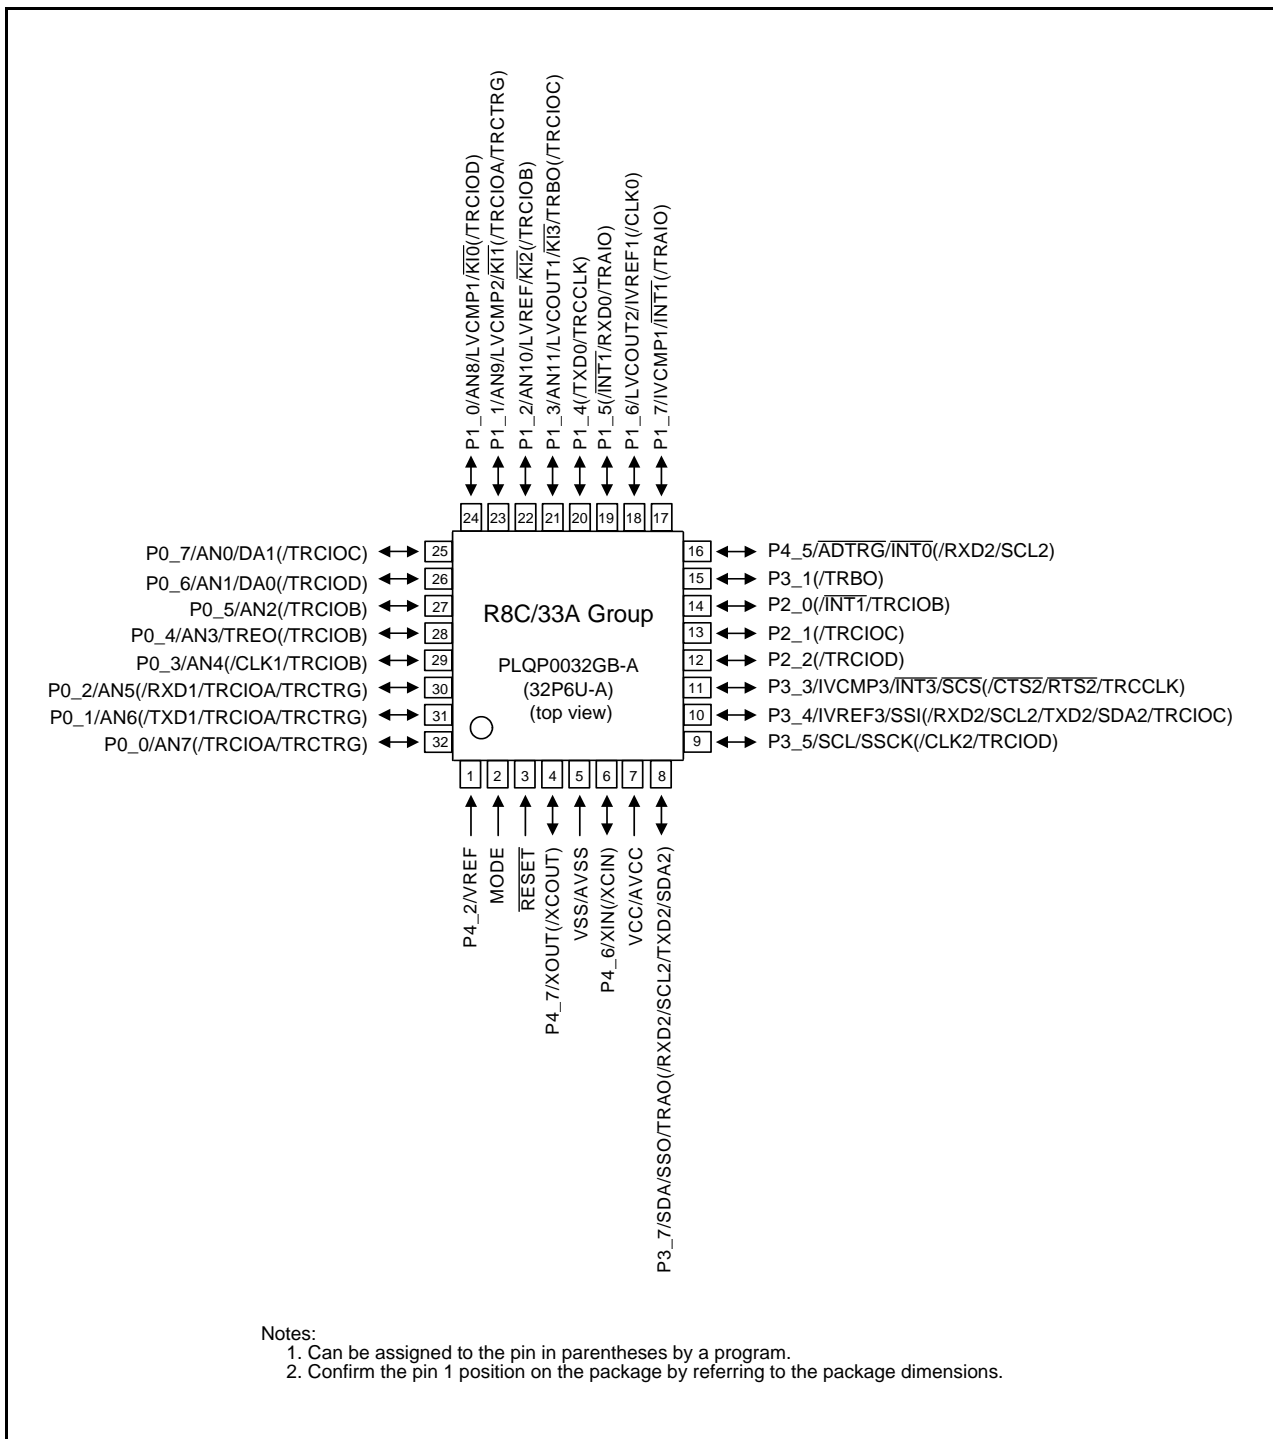 P1_0/AN8/LVCMP1/KI0(/TRCIOD)
P1_1/AN9/LVCMP2/KI1(/TRCIOA/TRCTRG)
P1_2/AN10/LVREF/KI2(/TRCIOB)
P1_3/AN11/LVCOUT1/KI3/TRBO(/TRCIOC)
P1_4(/TXD0/TRCCLK)
P1_5(/INT1/RXD0/TRAIO)
P1_6/LVCOUT2/IVREF1(/CLK0)
P1_7/IVCMP1/INT1(/TRAIO)
24 23 22 21 20 19 18 17
P0_7/AN0/DA1(/TRCIOC) 25
P0_6/AN1/DA0(/TRCIOD) 26
P0_5/AN2(/TRCIOB) 27
P0_4/AN3/TREO(/TRCIOB) 28
P0_3/AN4(/CLK1/TRCIOB) 29
P0_2/AN5(/RXD1/TRCIOA/TRCTRG) 30
P0_1/AN6(/TXD1/TRCIOA/TRCTRG) 31
P0_0/AN7(/TRCIOA/TRCTRG) 32
R8C/33A Group
PLQP0032GB-A
(32P6U-A)
(top view)
16 P4_5/ADTRG/INT0(/RXD2/SCL2)
15 P3_1(/TRBO)
14 P2_0(/INT1/TRCIOB)
13 P2_1(/TRCIOC)
12 P2_2(/TRCIOD)
11 P3_3/IVCMP3/INT3/SCS(/CTS2/RTS2/TRCCLK)
10 P3_4/IVREF3/SSI(/RXD2/SCL2/TXD2/SDA2/TRCIOC)
9 P3_5/SCL/SSCK(/CLK2/TRCIOD)
1 2 3 4 5 6 7 8
P4_2/VREF
MODE
RESET
P4_7/XOUT(/XCOUT)
VSS/AVSS
P4_6/XIN(/XCIN)
VCC/AVCC
P3_7/SDA/SSO/TRAO(/RXD2/SCL2/TXD2/SDA2)
Notes:
1. Can be assigned to the pin in parentheses by a program.
2. Confirm the pin 1 position on the package by referring to the package dimensions.